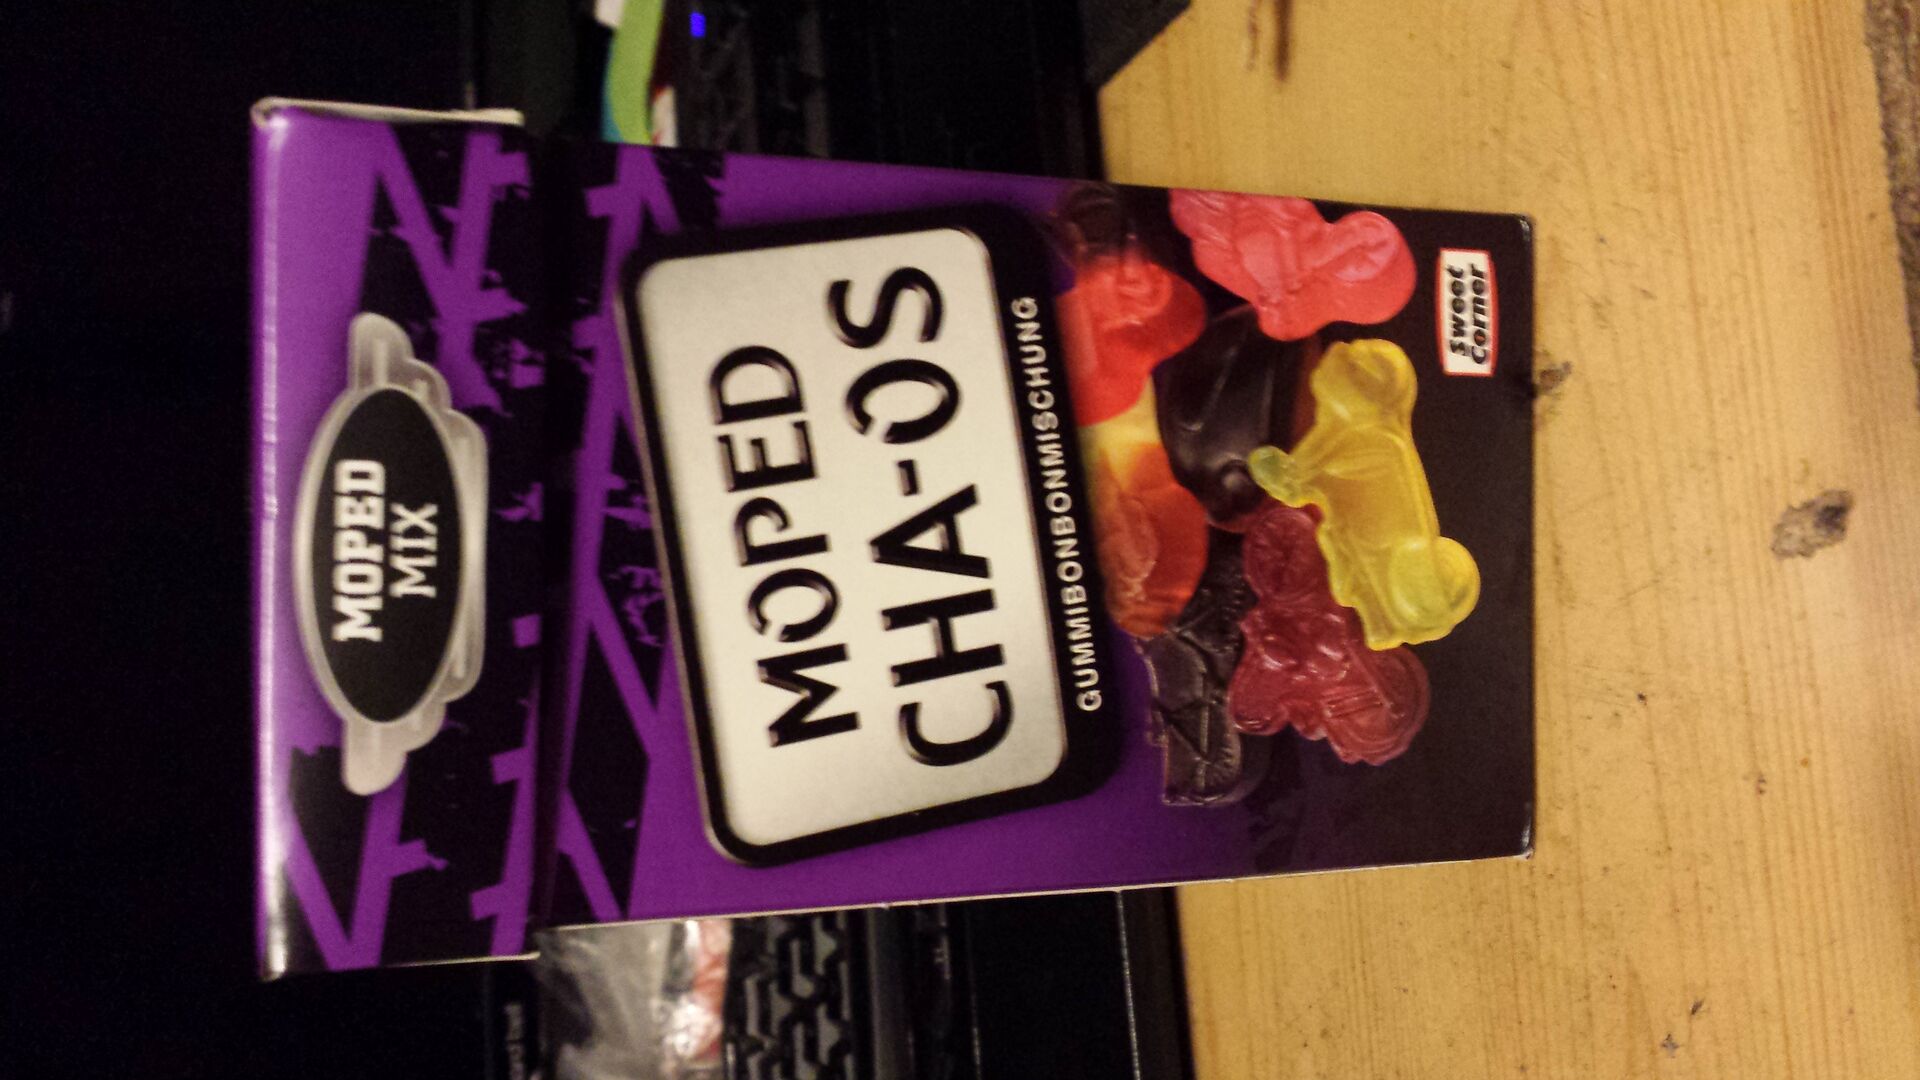 MOPED
MIX
MOPED
CHA-OS
GUMMIBONBONMISCHUNG
Sweet
Corner